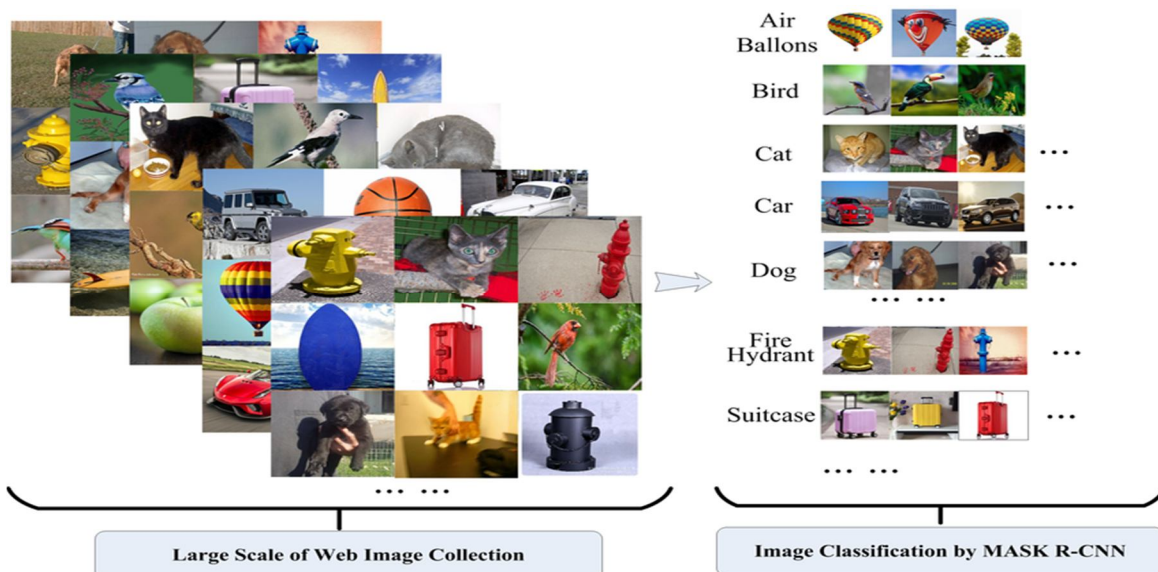 Air
Ballons
Bird
Cat
...
Car
...
Dog
...
... ...
Fire
Hydrant
...
Suitcase
...
... ...
... ...
Large Scale of Web Image Collection
Image Classification by MASK R-CNN